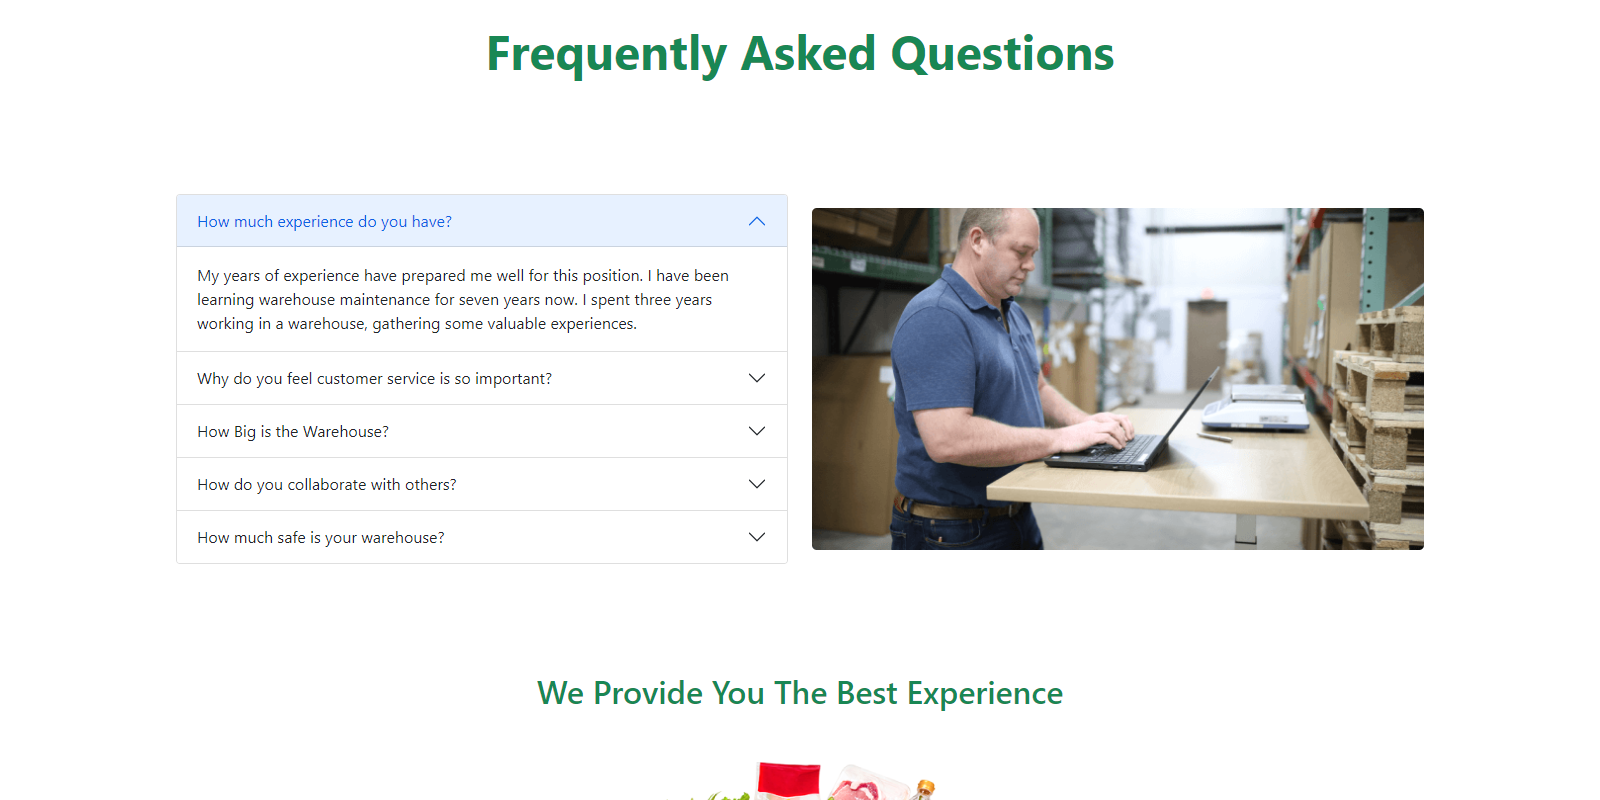 Frequently Asked Questions
How much experience do you have?
My years of experience have prepared me well for this position. I have been
learning warehouse maintenance for seven years now. I spent three years
working in a warehouse, gathering some valuable experiences.
Why do you feel customer service is so important?
How Big is the Warehouse?
How do you collaborate with others?
How much safe is your warehouse?
We Provide You The Best Experience